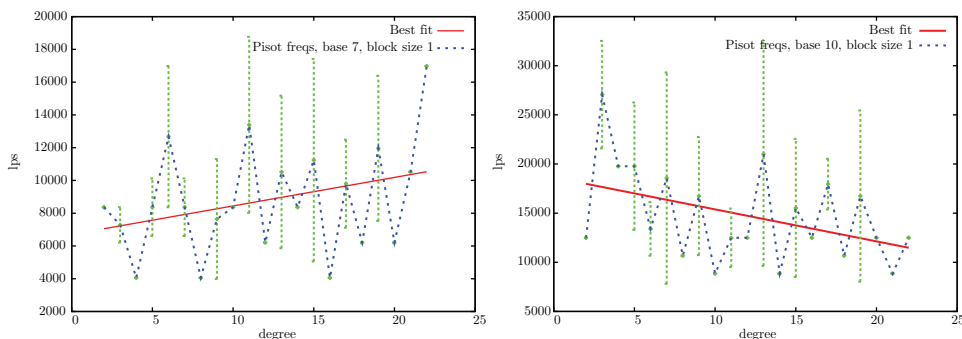 20000
18000
16000
14000
12000
10000
8000
6000
4000
2000
lps
Best fit
Pisot freqs, base 7, block size 1
0 5 10 15 20 25
degree
35000
30000
25000
20000
15000
10000
5000
lps
Best fit
Pisot freqs, base 10, block size 1
0 5 10 15 20 25
degree